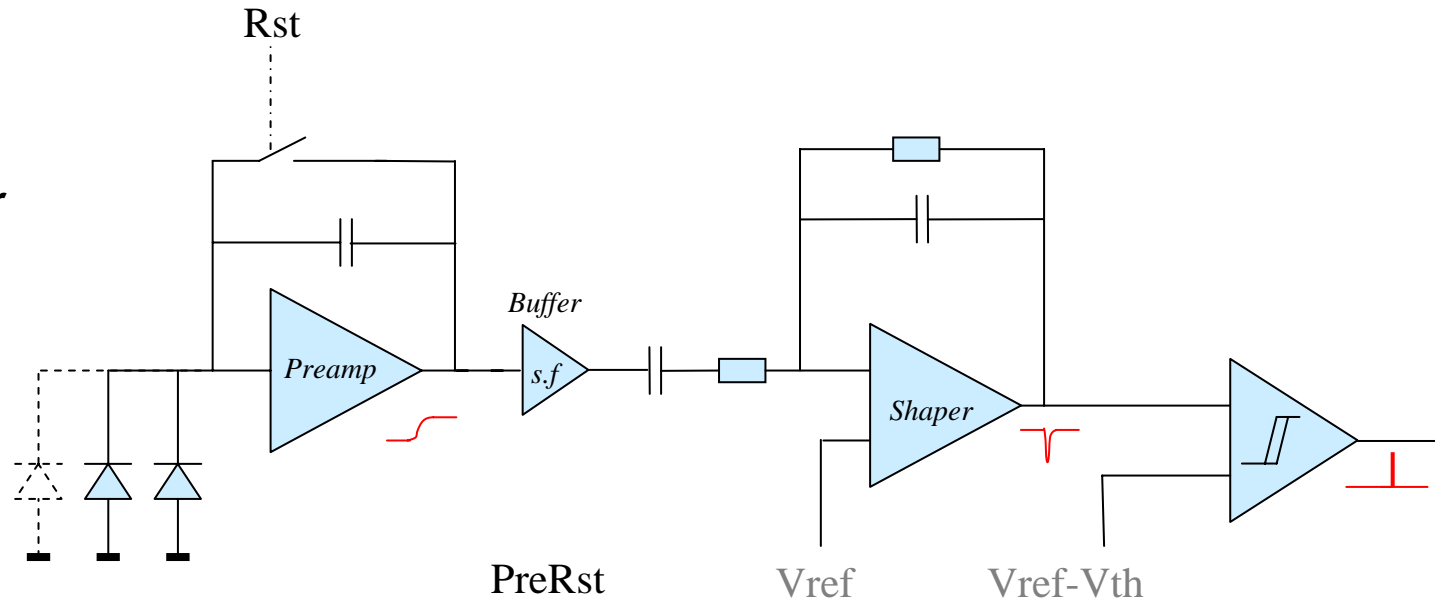 Rst
r
Buffer
Preamp
s.f
Shaper
PreRst
Vref
Vref-Vth